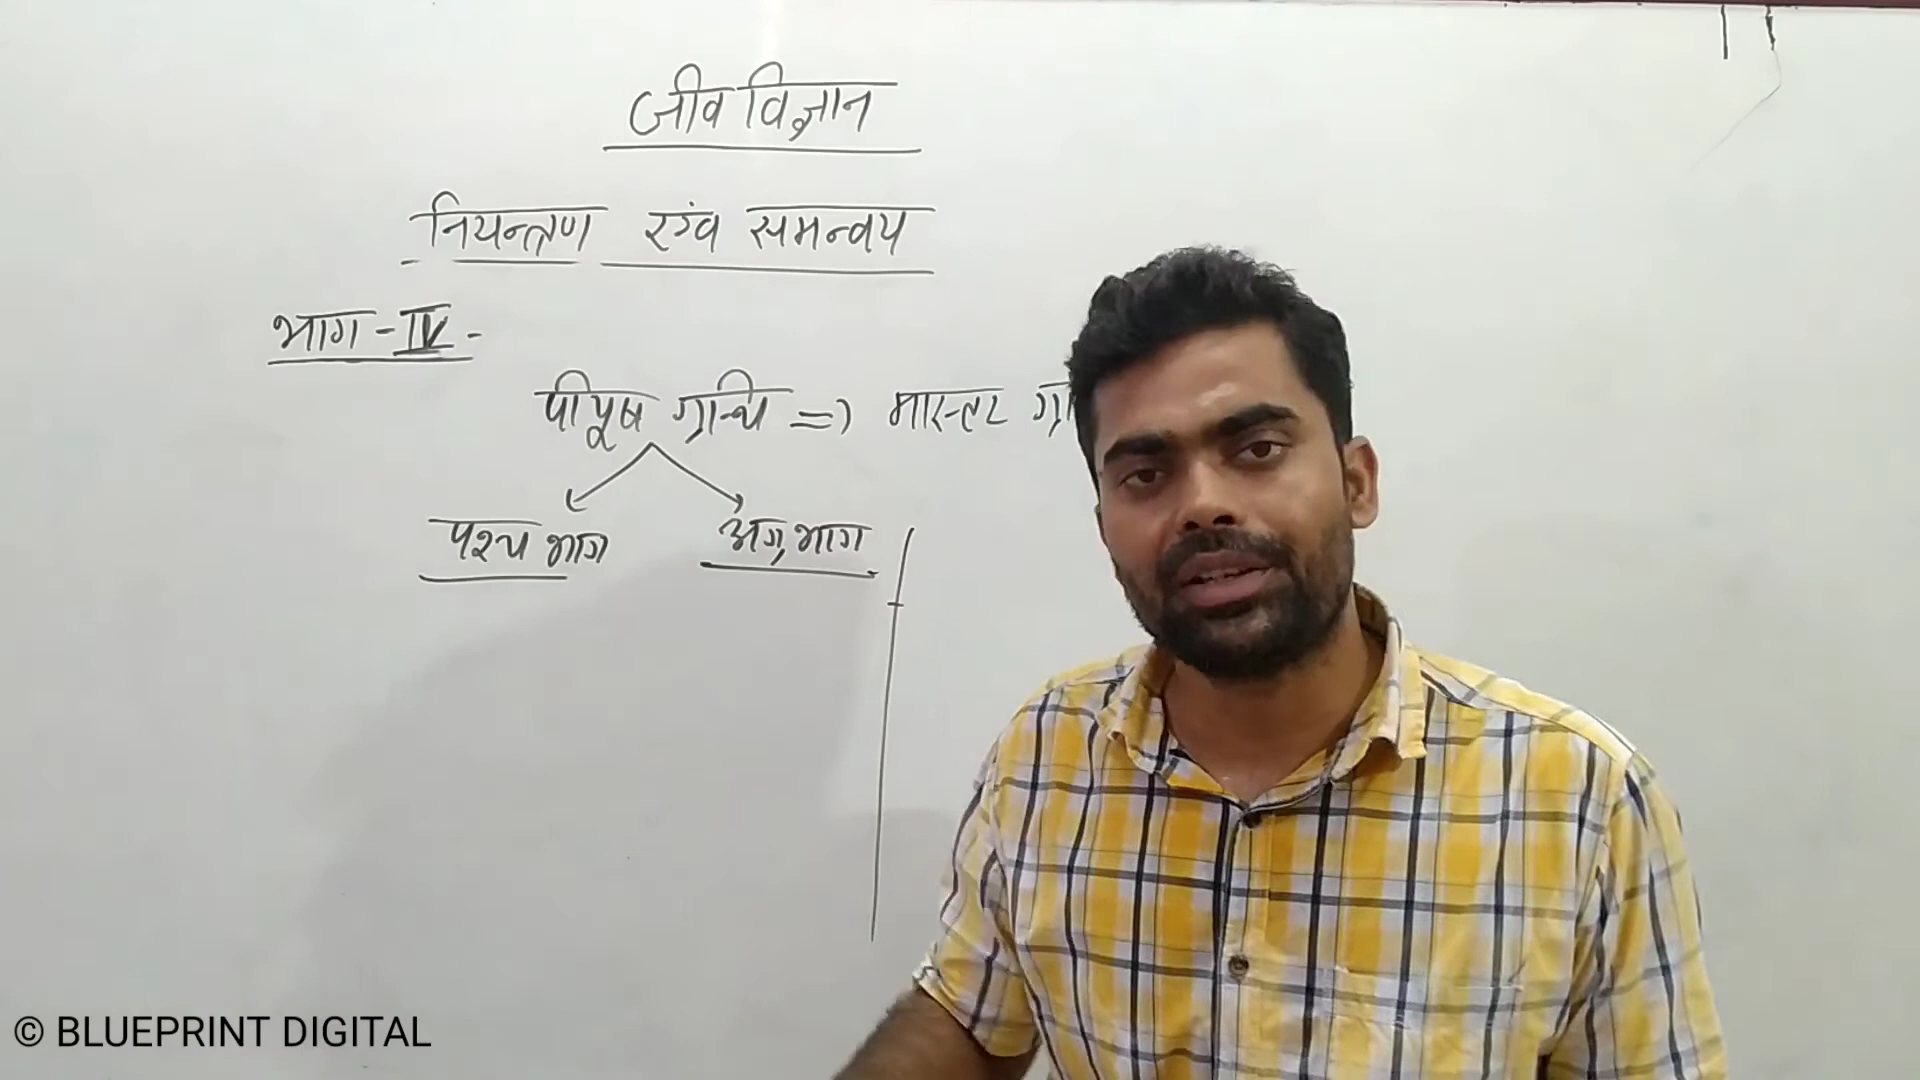 जीव विज्ञान
नियन्त्रण एवं समन्वय
भाग-IV-
पीयूष ग्रन्थि => मास्टर
पश्च भाग अग्र भाग
© BLUEPRINT DIGITAL